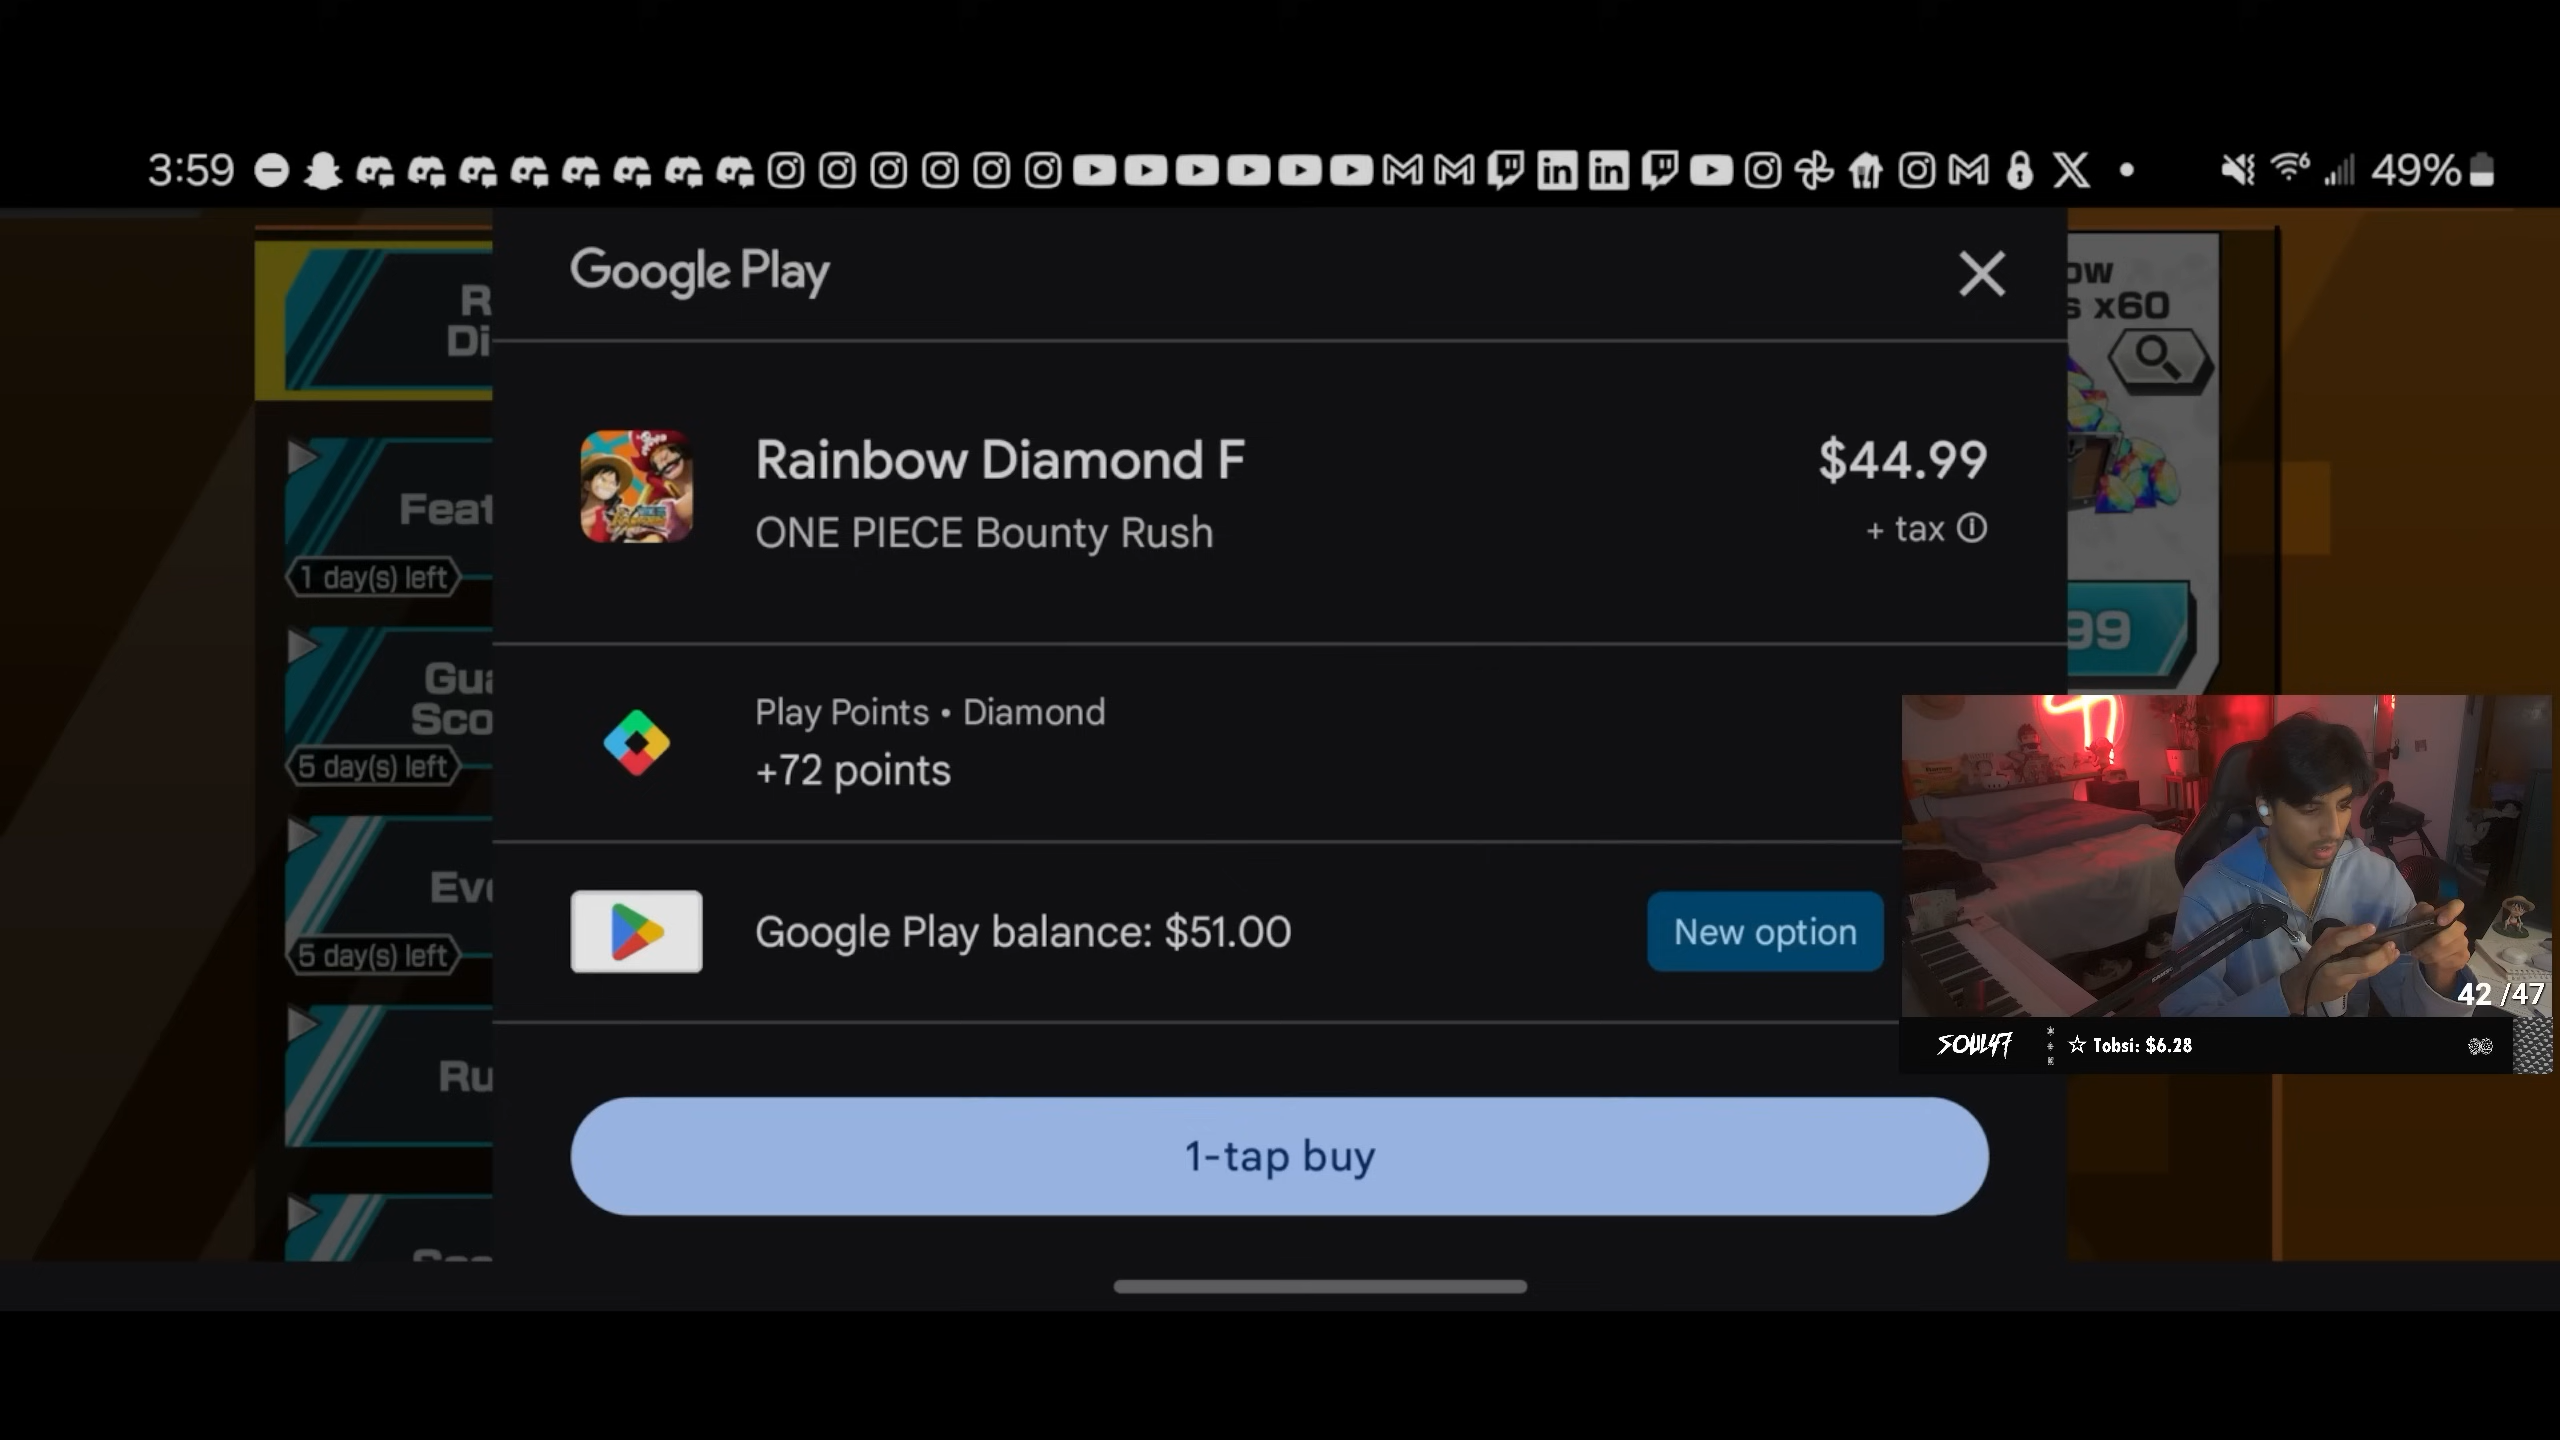 3:59
49%
Google Play
Rainbow Diamond F
$44.99
ONE PIECE Bounty Rush
+ tax
Play Points • Diamond
+72 points
Google Play balance: $51.00
New option
1-tap buy
1 day(s) left
5 day(s) left
5 day(s) left
x60
99
42 /47
SOUL47
☆ Tobsi: $6.28